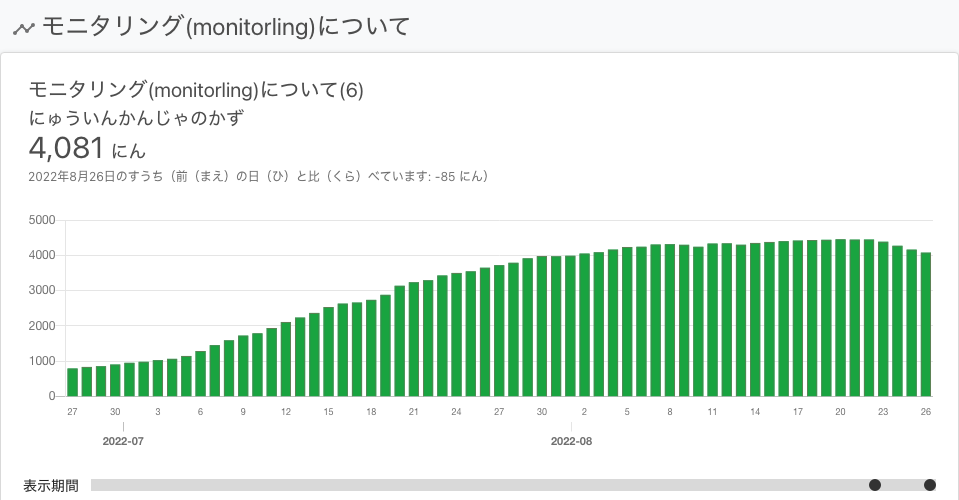 モニタリング(monitorling)について
モニタリング(monitorling)について(6)
にゅういんかんじゃのかず
4,081 にん
2022年8月26日のすうち（前（まえ）の日（ひ）と比（くら）べています: -85 にん）
5000
4000
3000
2000
1000
0
27 30 3 6 9 12 15 18 21 24 27 30 2 5 8 11 14 17 20 23 26
2022-07 2022-08
表示期間